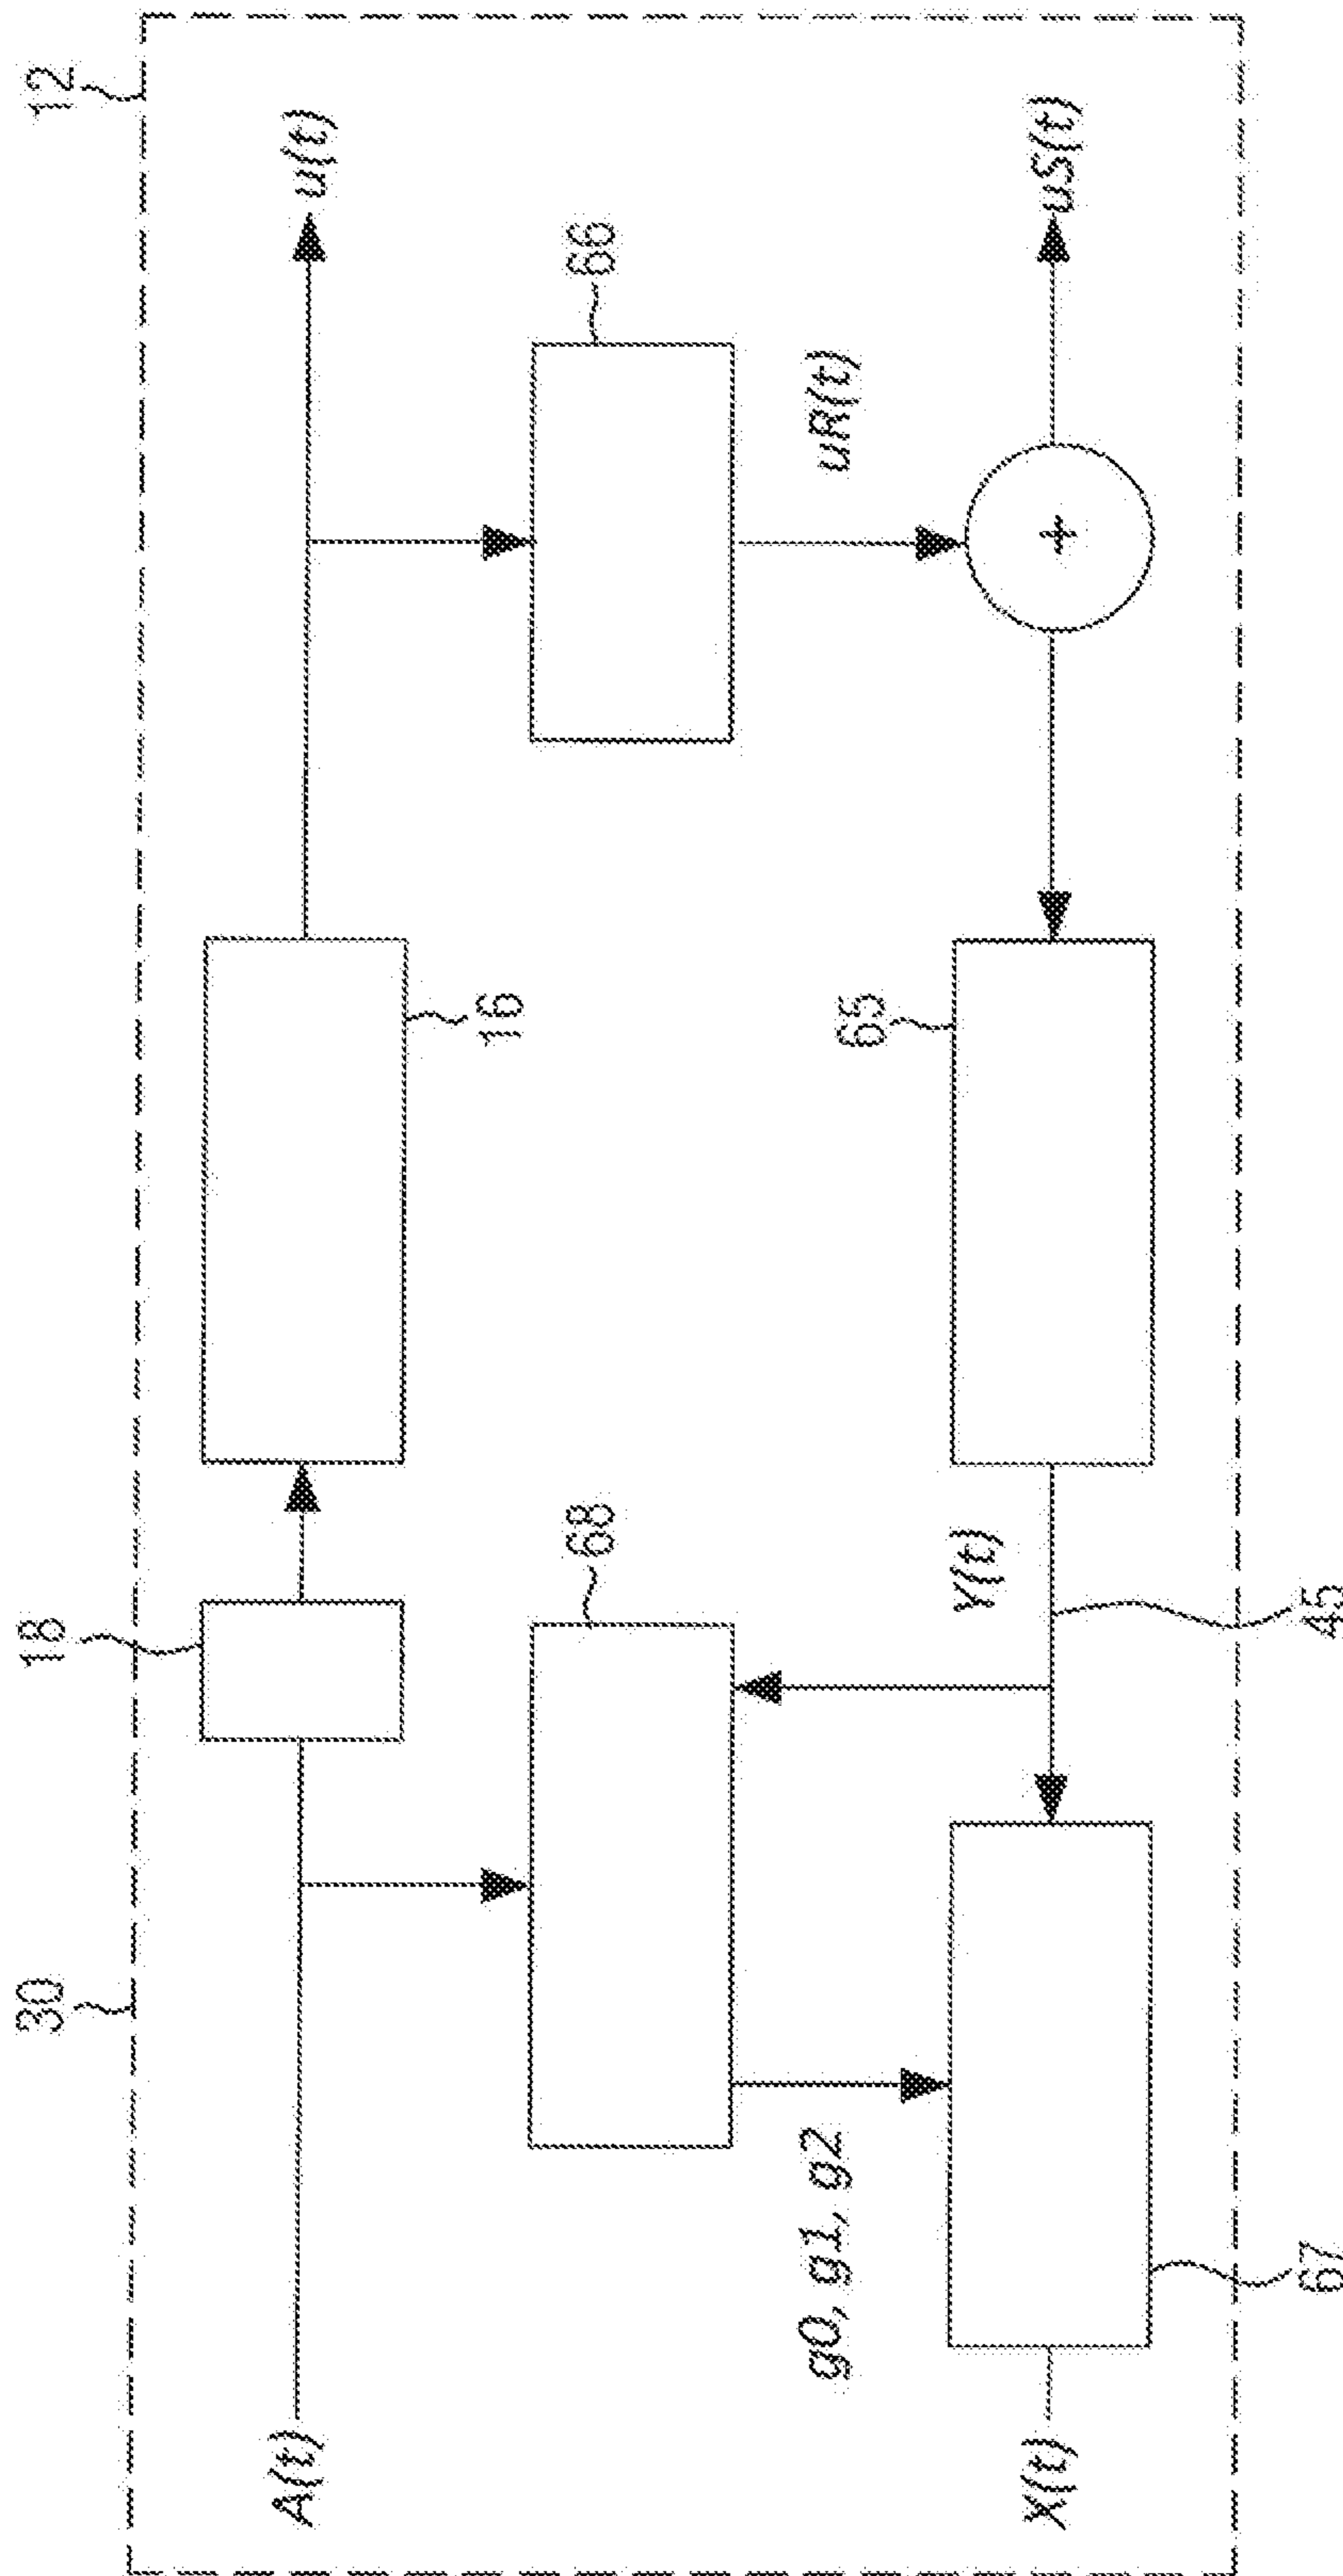 30
18
12
A(t)
16
u(t)
68
66
g0, g1, g2
uR(t)
Y(t)
65
+
X(t)
uS(t)
67
45